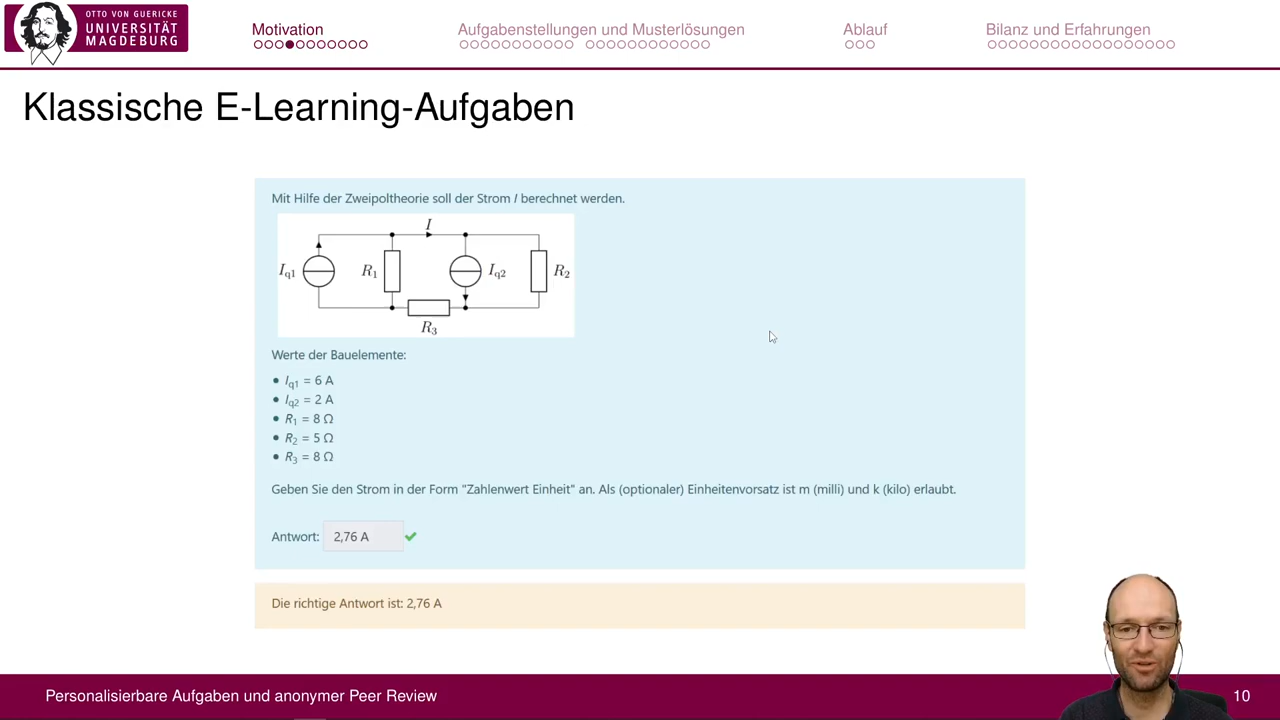 OTTO VON GUERICKE
UNIVERSITÄT
MAGDEBURG
Motivation
Aufgabenstellungen und Musterlösungen
Ablauf
Bilanz und Erfahrungen
Klassische E-Learning-Aufgaben
Mit Hilfe der Zweipoltheorie soll der Strom I berechnet werden.
I
Iq1 R1 Iq2 R2
R3
Werte der Bauelemente:
• Iq1 = 6 A
• Iq2 = 2 A
• R1 = 8 Ω
• R2 = 5 Ω
• R3 = 8 Ω
Geben Sie den Strom in der Form "Zahlenwert Einheit" an. Als (optionaler) Einheitenvorsatz ist m (milli) und k (kilo) erlaubt.
Antwort: 2,76 A
Die richtige Antwort ist: 2,76 A
Personalisierbare Aufgaben und anonymer Peer Review
10